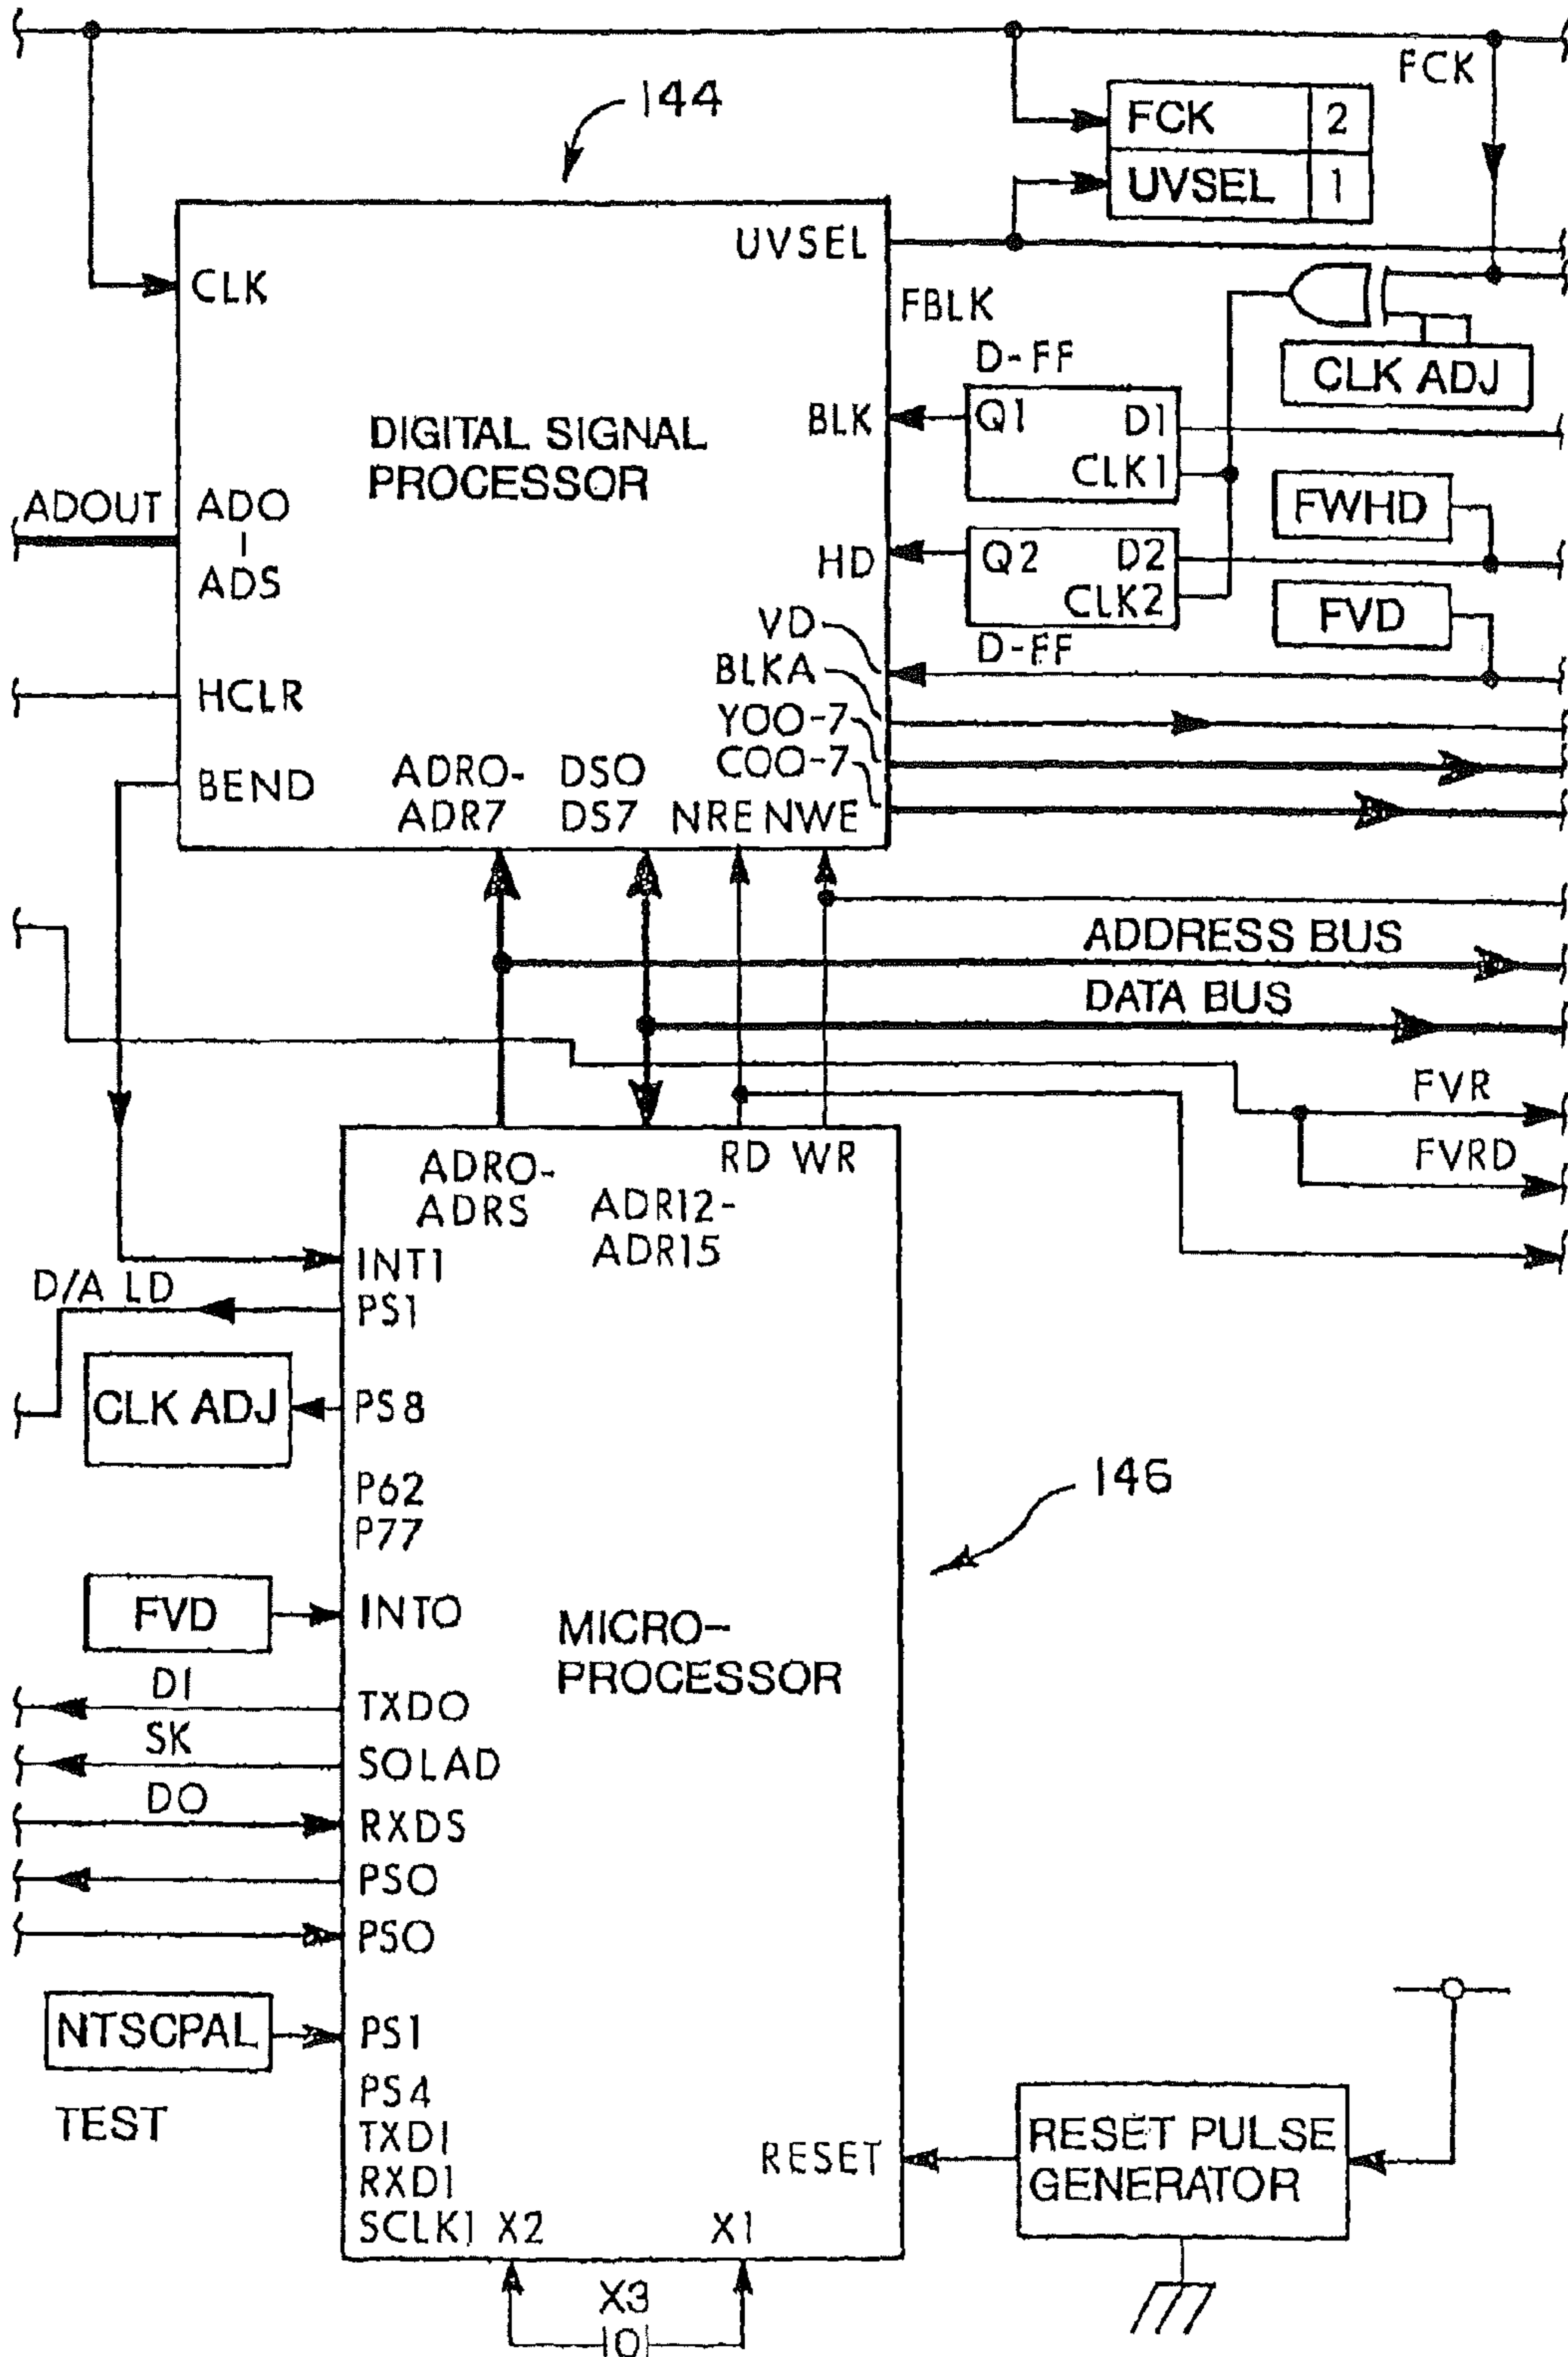 FCK
144
FCK 2
UVSEL 1
UVSEL
CLK
FBLK
D-FF
CLK ADJ
BLK
Q1 D1
CLK1
DIGITAL SIGNAL
PROCESSOR
ADOUT
ADO
ADS
FWHD
HD
Q2 D2
CLK2
D-FF
FVD
VD
BLKA
YOO-7
COO-7
HCLR
BEND
ADRO-
ADR7
DSO
DS7
NRE NWE
ADDRESS BUS
DATA BUS
FVR
FVRD
RD WR
ADRO-
ADRS
ADR12-
ADR15
INT1
D/A LD
PS1
CLK ADJ
PS8
P62
P77
146
FVD
INTO
MICRO-
PROCESSOR
DI
TXDO
SK
SOLAD
DO
RXDS
PSO
PSO
NTSCPAL
PS1
TEST
PS4
TXD1
RXD1
SCLK1 X2 X1
RESET
RESET PULSE
GENERATOR
X3